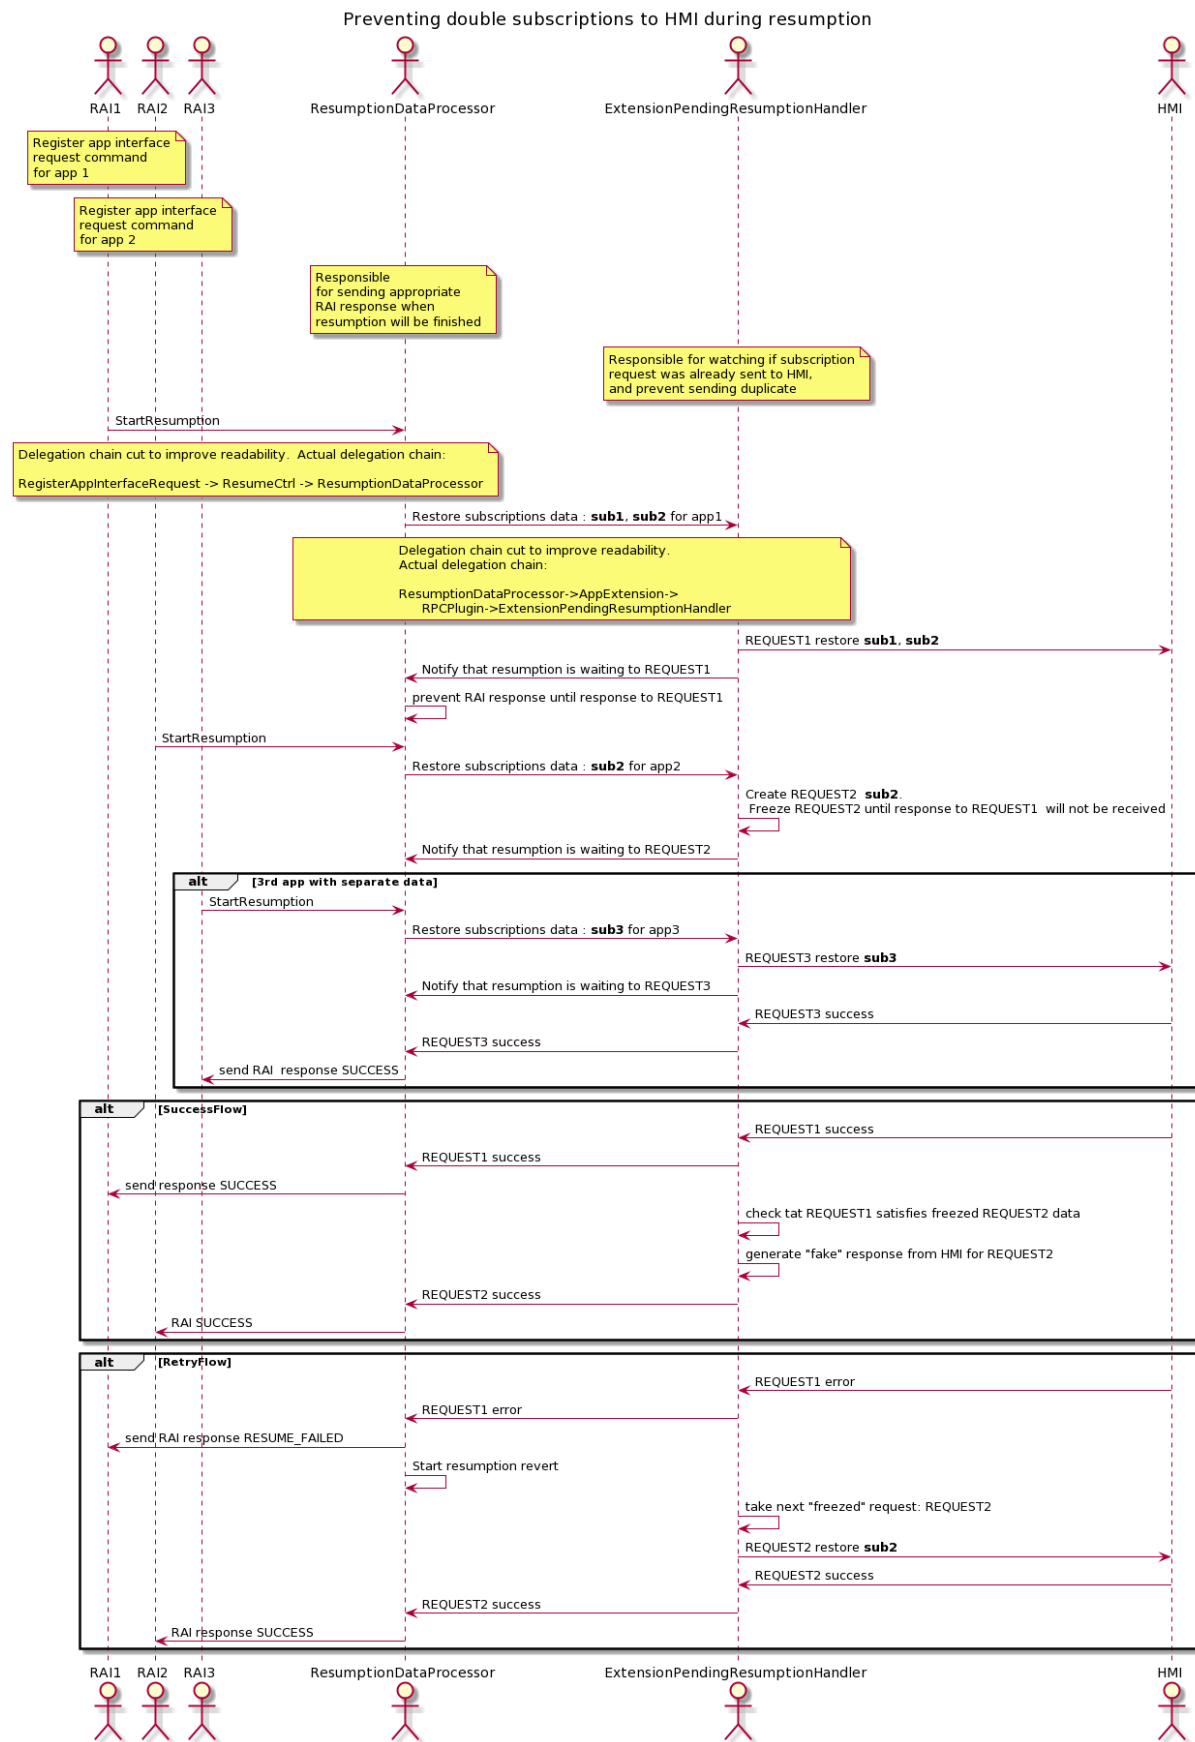 Preventing double subscriptions to HMI during resumption
RAI1 RAI2 RAI3 ResumptionDataProcessor ExtensionPendingResumptionHandler HMI
Register app interface
request command
for app 1
Register app interface
request command
for app 2
Responsible
for sending appropriate
RAI response when
resumption will be finished
Responsible for watching if subscription
request was already sent to HMI,
and prevent sending duplicate
StartResumption
Delegation chain cut to improve readability.  Actual delegation chain:
RegisterAppInterfaceRequest -> ResumeCtrl -> ResumptionDataProcessor
Restore subscriptions data : sub1, sub2 for app1
Delegation chain cut to improve readability.
Actual delegation chain:
ResumptionDataProcessor->AppExtension->
RPCPlugin->ExtensionPendingResumptionHandler
REQUEST1 restore sub1, sub2
Notify that resumption is waiting to REQUEST1
prevent RAI response until response to REQUEST1
StartResumption
Restore subscriptions data : sub2 for app2
Create REQUEST2  sub2.
Freeze REQUEST2 until response to REQUEST1  will not be received
Notify that resumption is waiting to REQUEST2
alt [3rd app with separate data]
StartResumption
Restore subscriptions data : sub3 for app3
REQUEST3 restore sub3
Notify that resumption is waiting to REQUEST3
REQUEST3 success
REQUEST3 success
send RAI  response SUCCESS
alt [SuccessFlow]
REQUEST1 success
REQUEST1 success
send response SUCCESS
check tat REQUEST1 satisfies freezed REQUEST2 data
generate "fake" response from HMI for REQUEST2
REQUEST2 success
RAI SUCCESS
alt [RetryFlow]
REQUEST1 error
REQUEST1 error
send RAI response RESUME_FAILED
Start resumption revert
take next "freezed" request: REQUEST2
REQUEST2 restore sub2
REQUEST2 success
REQUEST2 success
RAI response SUCCESS
RAI1 RAI2 RAI3 ResumptionDataProcessor ExtensionPendingResumptionHandler HMI